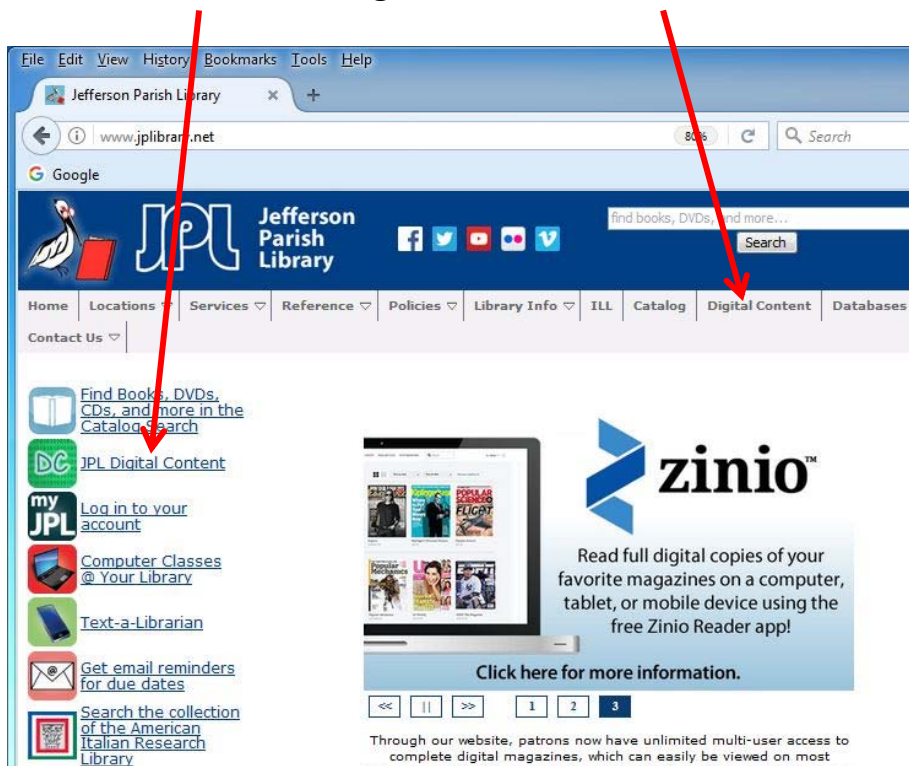 File Edit View History Bookmarks Tools Help
Jefferson Parish Library
www.jplibrary.net
80%
Search
Google
JPL Jefferson
Parish
Library
find books, DVDs, and more...
Search
Home Locations Services Reference Policies Library Info ILL Catalog Digital Content Databases
Contact Us
Find Books, DVDs,
CDs, and more in the
Catalog Search
DC JPL Digital Content
my JPL
Log in to your
account
Computer Classes
@ Your Library
Text-a-Librarian
Get email reminders
for due dates
Search the collection
of the American
Italian Research
Library
zinio™
POPULAR
SCIENCE
FLIGHT
Popular
Mechanics
Read full digital copies of your
favorite magazines on a computer,
tablet, or mobile device using the
free Zinio Reader app!
Click here for more information.
<< || >> 1 2 3
Through our website, patrons now have unlimited multi-user access to
complete digital magazines, which can easily be viewed on most